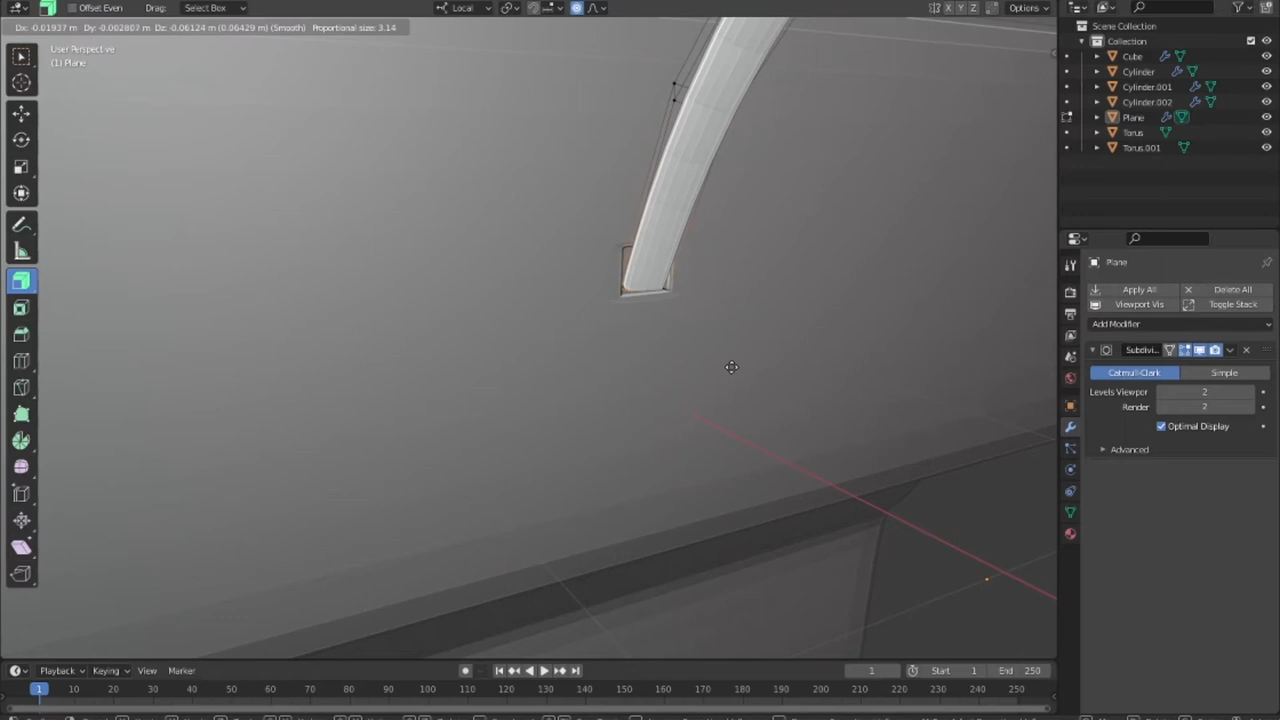 Offset Even Drag: Select Box Local X Y Z Options
Dx: -0.01937 m Dy: -0.002807 m Dz: -0.06124 m (0.06429 m) (Smooth) Proportional size: 3.14
User Perspective
(1) Plane
Scene Collection
Collection
Cube
Cylinder
Cylinder.001
Cylinder.002
Plane
Torus
Torus.001
Plane
Apply All Delete All
Viewport Vis Toggle Stack
Add Modifier
Subdivi..
Catmull-Clark Simple
Levels Viewpor 2
Render 2
Optimal Display
Advanced
Playback Keying View Marker 1 Start 1 End 250
1 10 20 30 40 50 60 70 80 90 100 110 120 130 140 150 160 170 180 190 200 210 220 230 240 250